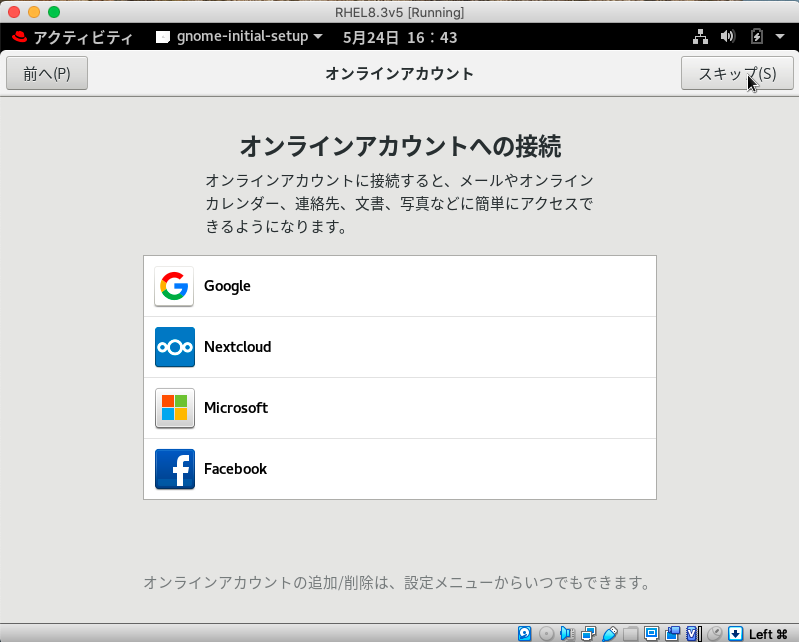 RHEL8.3v5 [Running]
アクティビティ gnome-initial-setup 5月24日 16：43
前へ(P) オンラインアカウント スキップ(S)
オンラインアカウントへの接続
オンラインアカウントに接続すると、メールやオンライン
カレンダー、連絡先、文書、写真などに簡単にアクセスで
きるようになります。
Google
Nextcloud
Microsoft
Facebook
オンラインアカウントの追加/削除は、設定メニューからいつでもできます。
Left ⌘